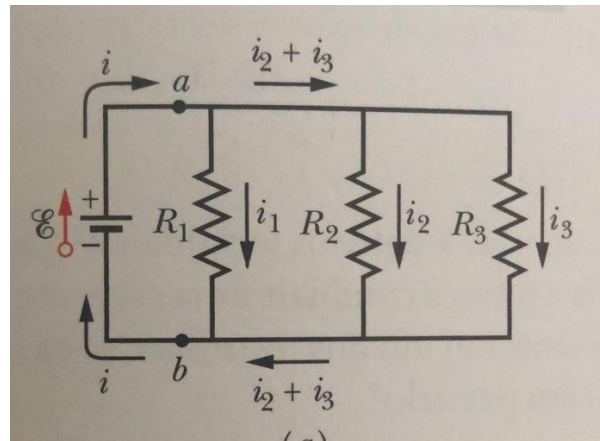 i
a
i₂ + i₃
ℰ
+
−
R₁
i₁
R₂
i₂
R₃
i₃
i
b
i₂ + i₃